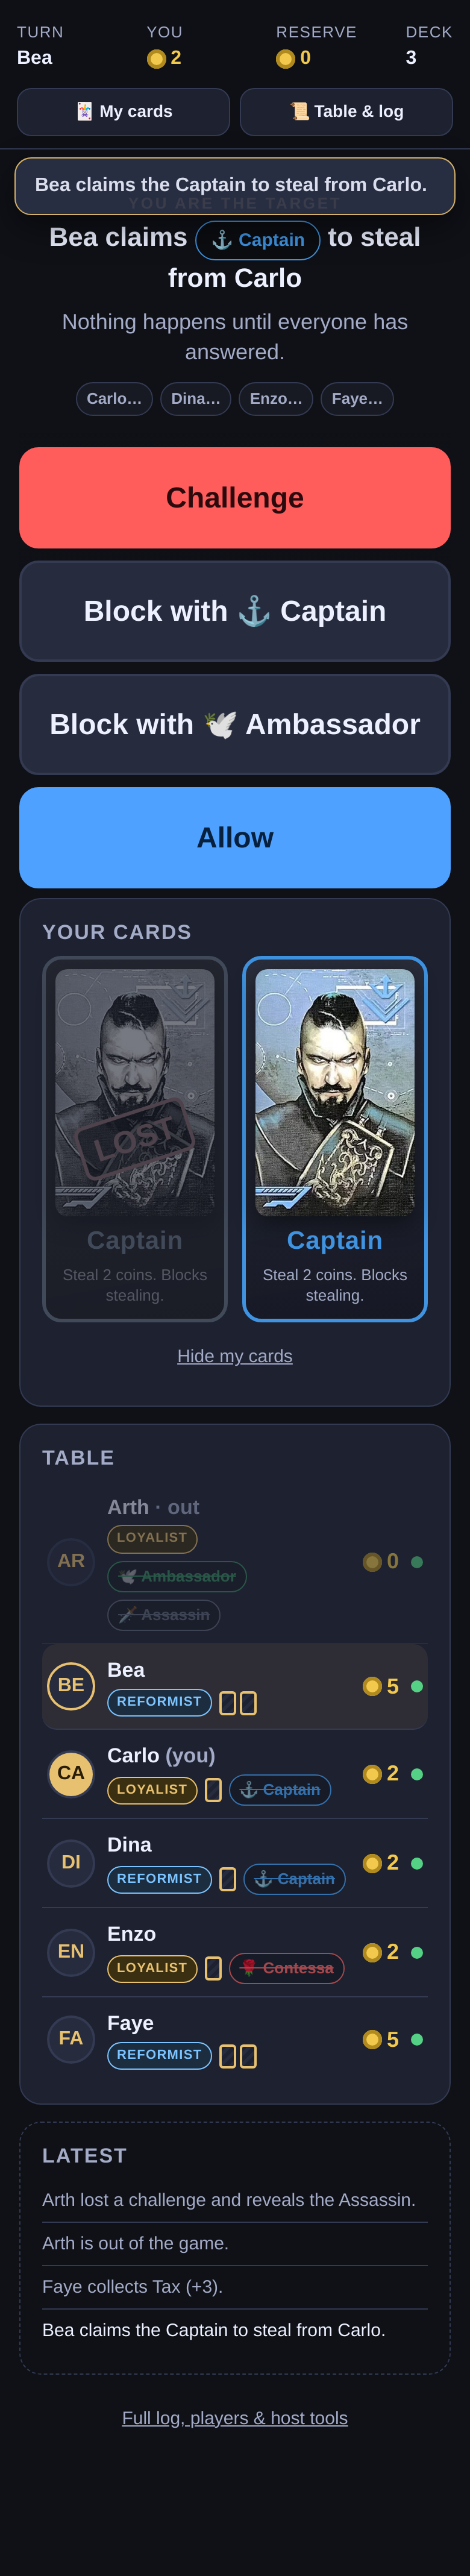 TURN
YOU
RESERVE
DECK
Bea
2
0
3
🃏 My cards
📜 Table & log
Bea claims the Captain to steal from Carlo.
YOU ARE THE TARGET
Bea claims ⚓ Captain to steal
from Carlo
Nothing happens until everyone has
answered.
Carlo…
Dina…
Enzo…
Faye…
Challenge
Block with ⚓ Captain
Block with 🕊️ Ambassador
Allow
YOUR CARDS
LOST
Captain
Steal 2 coins. Blocks
stealing.
Captain
Steal 2 coins. Blocks
stealing.
Hide my cards
TABLE
AR
Arth · out
LOYALIST
🕊️ Ambassador
🗡️ Assassin
0
BE
Bea
REFORMIST
5
CA
Carlo (you)
LOYALIST
⚓ Captain
2
DI
Dina
REFORMIST
⚓ Captain
2
EN
Enzo
LOYALIST
🌹 Contessa
2
FA
Faye
REFORMIST
5
LATEST
Arth lost a challenge and reveals the Assassin.
Arth is out of the game.
Faye collects Tax (+3).
Bea claims the Captain to steal from Carlo.
Full log, players & host tools